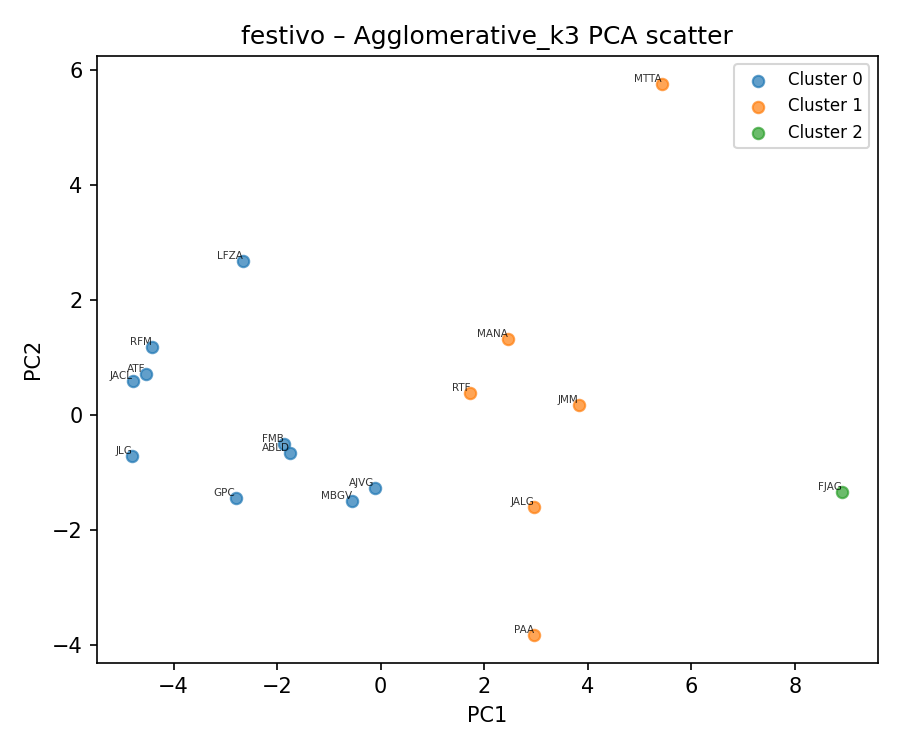 festivo – Agglomerative_k3 PCA scatter
MTTA
Cluster 0
Cluster 1
Cluster 2
LFZA
RFM
ATF
JACL
MANA
RTF
JMM
FMB
ABLD
JLG
GPC
AJVG
MBGV
JALG
FJAG
PAA
6
4
2
0
−2
−4
PC2
−4
−2
0
2
4
6
8
PC1